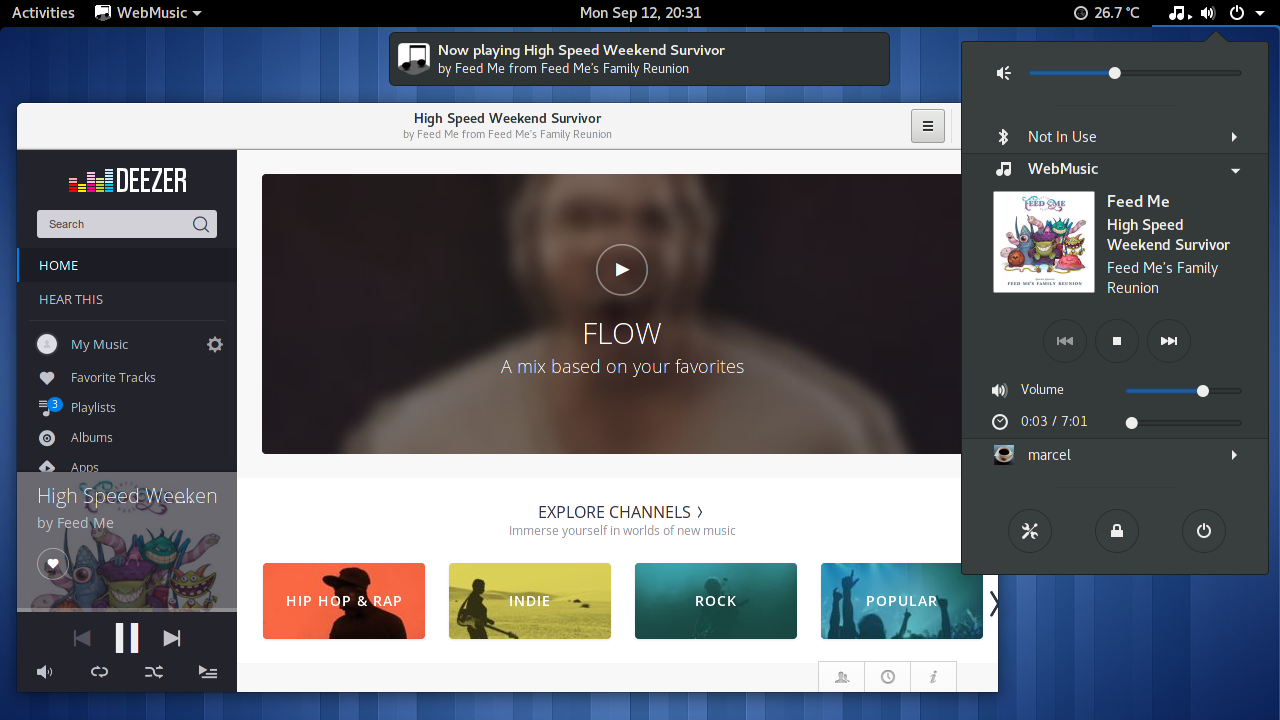 Activities WebMusic Mon Sep 12, 20:31 26.7 °C
Now playing High Speed Weekend Survivor
by Feed Me from Feed Me's Family Reunion
High Speed Weekend Survivor
by Feed Me from Feed Me's Family Reunion
DEEZER
Search
HOME
HEAR THIS
My Music
Favorite Tracks
3
Playlists
Albums
Apps
High Speed Weeken...
by Feed Me
FLOW
A mix based on your favorites
EXPLORE CHANNELS
Immerse yourself in worlds of new music
HIP HOP & RAP
INDIE
ROCK
POPULAR
Not In Use
WebMusic
FEED ME
FEED ME'S FAMILY REUNION
Feed Me
High Speed
Weekend Survivor
Feed Me's Family
Reunion
Volume
0:03 / 7:01
marcel